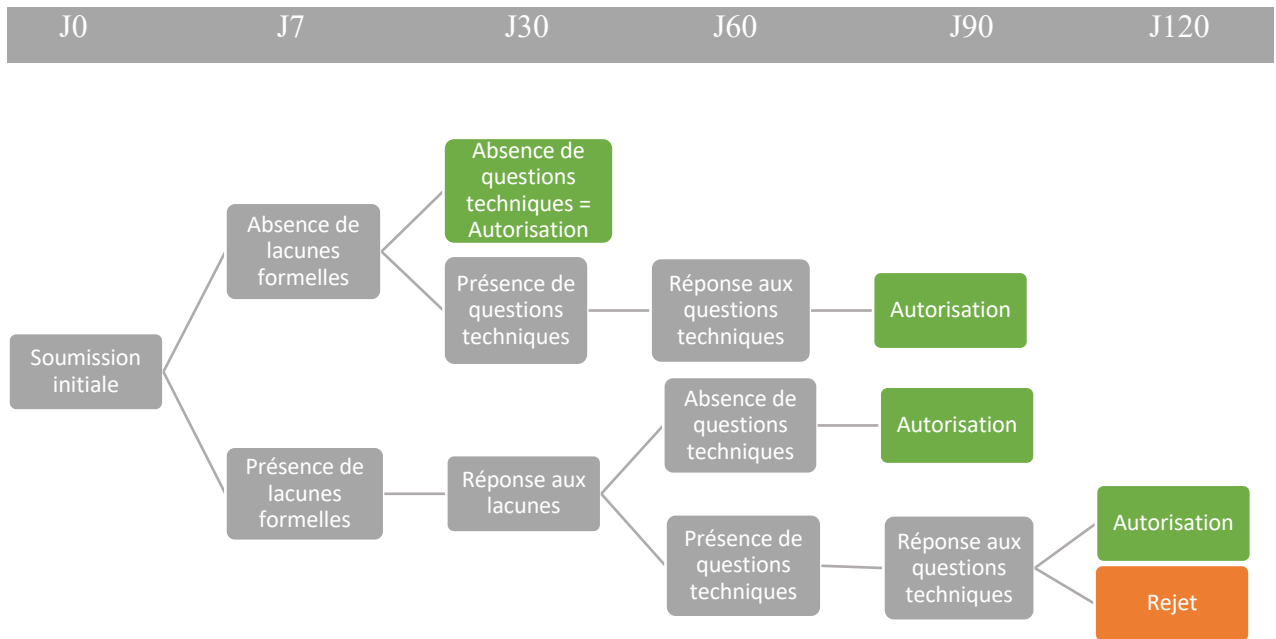 J0 J7 J30 J60 J90 J120
Absence de
questions
techniques =
Autorisation
Absence de
lacunes
formelles
Présence de
questions
techniques
Réponse aux
questions
techniques
Autorisation
Soumission
initiale
Absence de
questions
techniques
Autorisation
Présence de
lacunes
formelles
Réponse aux
lacunes
Présence de
questions
techniques
Réponse aux
questions
techniques
Autorisation
Rejet